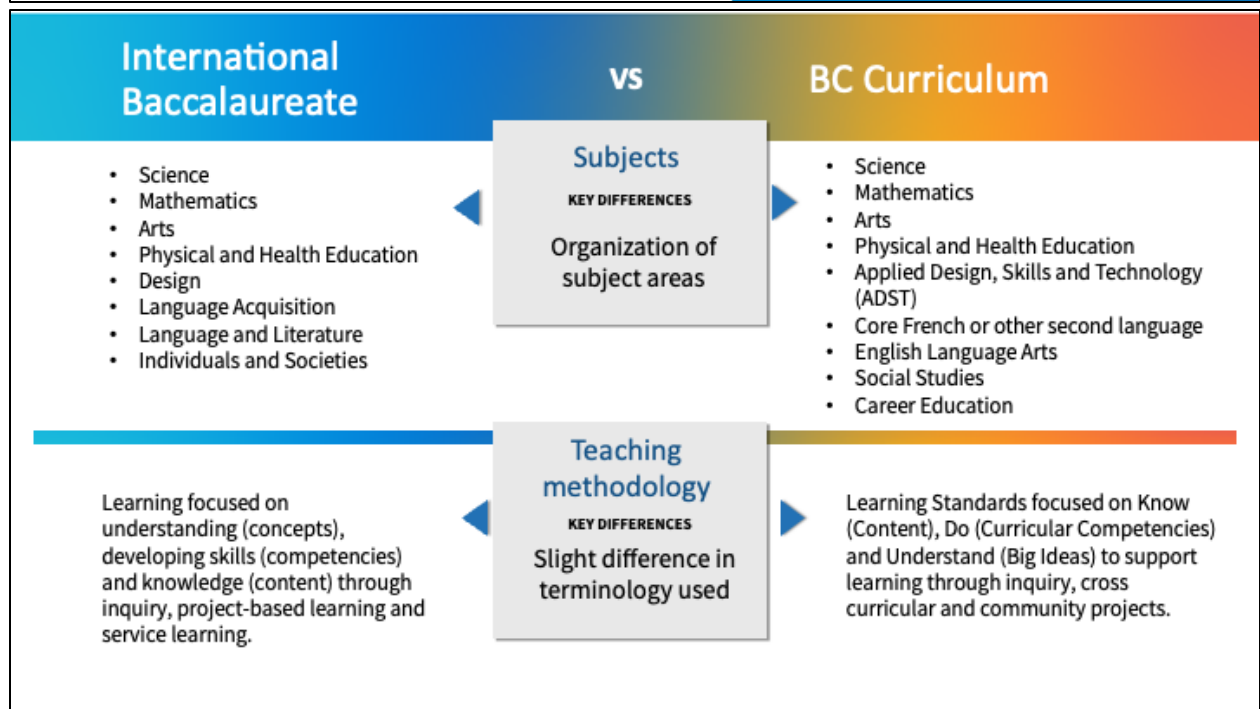 International
Baccalaureate
vs
BC Curriculum
• Science
• Mathematics
• Arts
• Physical and Health Education
• Design
• Language Acquisition
• Language and Literature
• Individuals and Societies
Subjects
KEY DIFFERENCES
Organization of
subject areas
• Science
• Mathematics
• Arts
• Physical and Health Education
• Applied Design, Skills and Technology
(ADST)
• Core French or other second language
• English Language Arts
• Social Studies
• Career Education
Learning focused on
understanding (concepts),
developing skills (competencies)
and knowledge (content) through
inquiry, project-based learning and
service learning.
Teaching
methodology
KEY DIFFERENCES
Slight difference in
terminology used
Learning Standards focused on Know
(Content), Do (Curricular Competencies)
and Understand (Big Ideas) to support
learning through inquiry, cross
curricular and community projects.